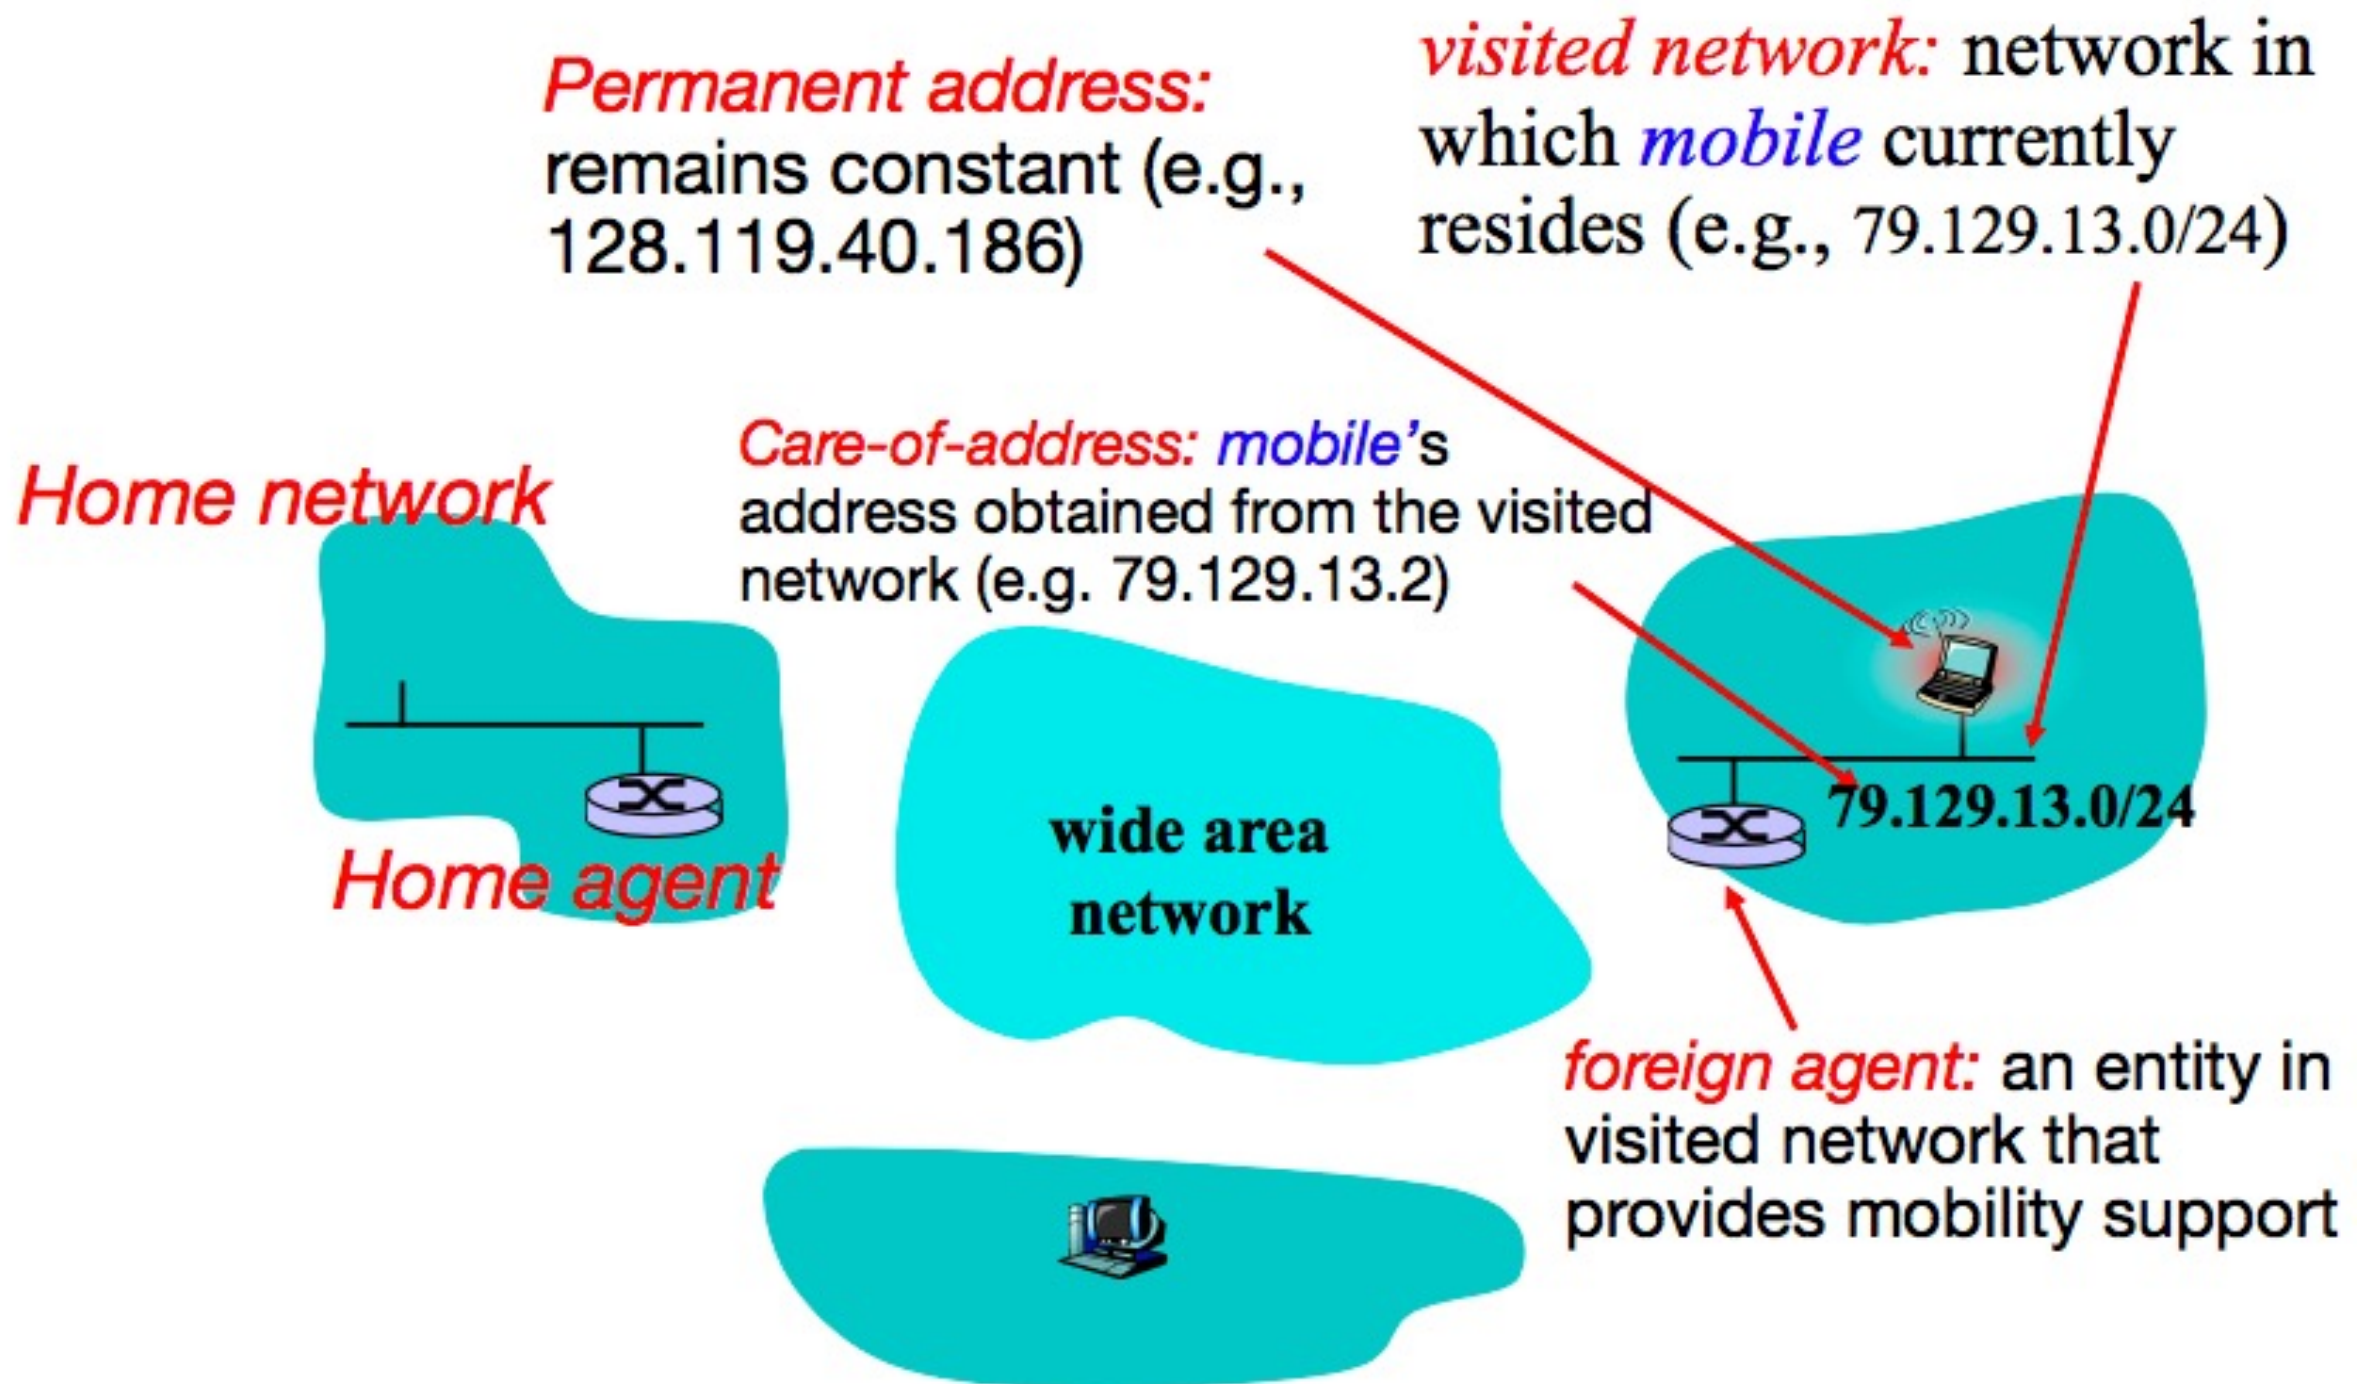 Permanent address:
remains constant (e.g.,
128.119.40.186)
visited network: network in
which mobile currently
resides (e.g., 79.129.13.0/24)
Care-of-address: mobile's
address obtained from the visited
network (e.g. 79.129.13.2)
Home network
Home agent
wide area
network
79.129.13.0/24
foreign agent: an entity in
visited network that
provides mobility support